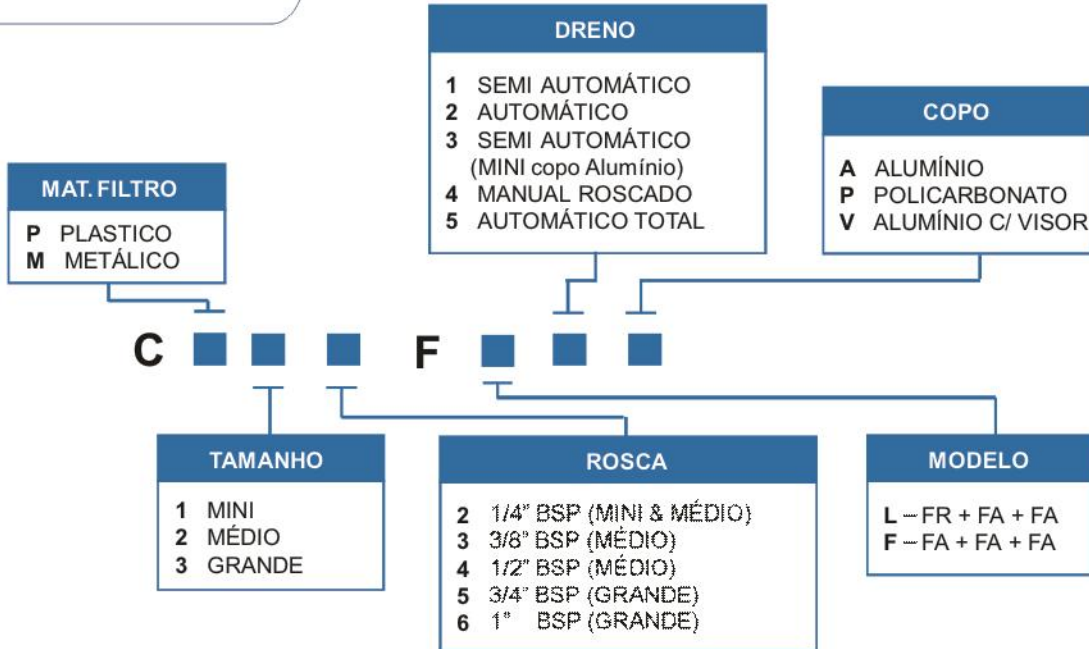 DRENO
1 SEMI AUTOMÁTICO
2 AUTOMÁTICO
3 SEMI AUTOMÁTICO
(MINI copo Alumínio)
4 MANUAL ROSCADO
5 AUTOMÁTICO TOTAL
COPO
A ALUMÍNIO
P POLICARBONATO
V ALUMÍNIO C/ VISOR
MAT. FILTRO
P PLASTICO
M METÁLICO
C F
TAMANHO
1 MINI
2 MÉDIO
3 GRANDE
ROSCA
2 1/4" BSP (MINI & MÉDIO)
3 3/8" BSP (MÉDIO)
4 1/2" BSP (MÉDIO)
5 3/4" BSP (GRANDE)
6 1" BSP (GRANDE)
MODELO
L – FR + FA + FA
F – FA + FA + FA